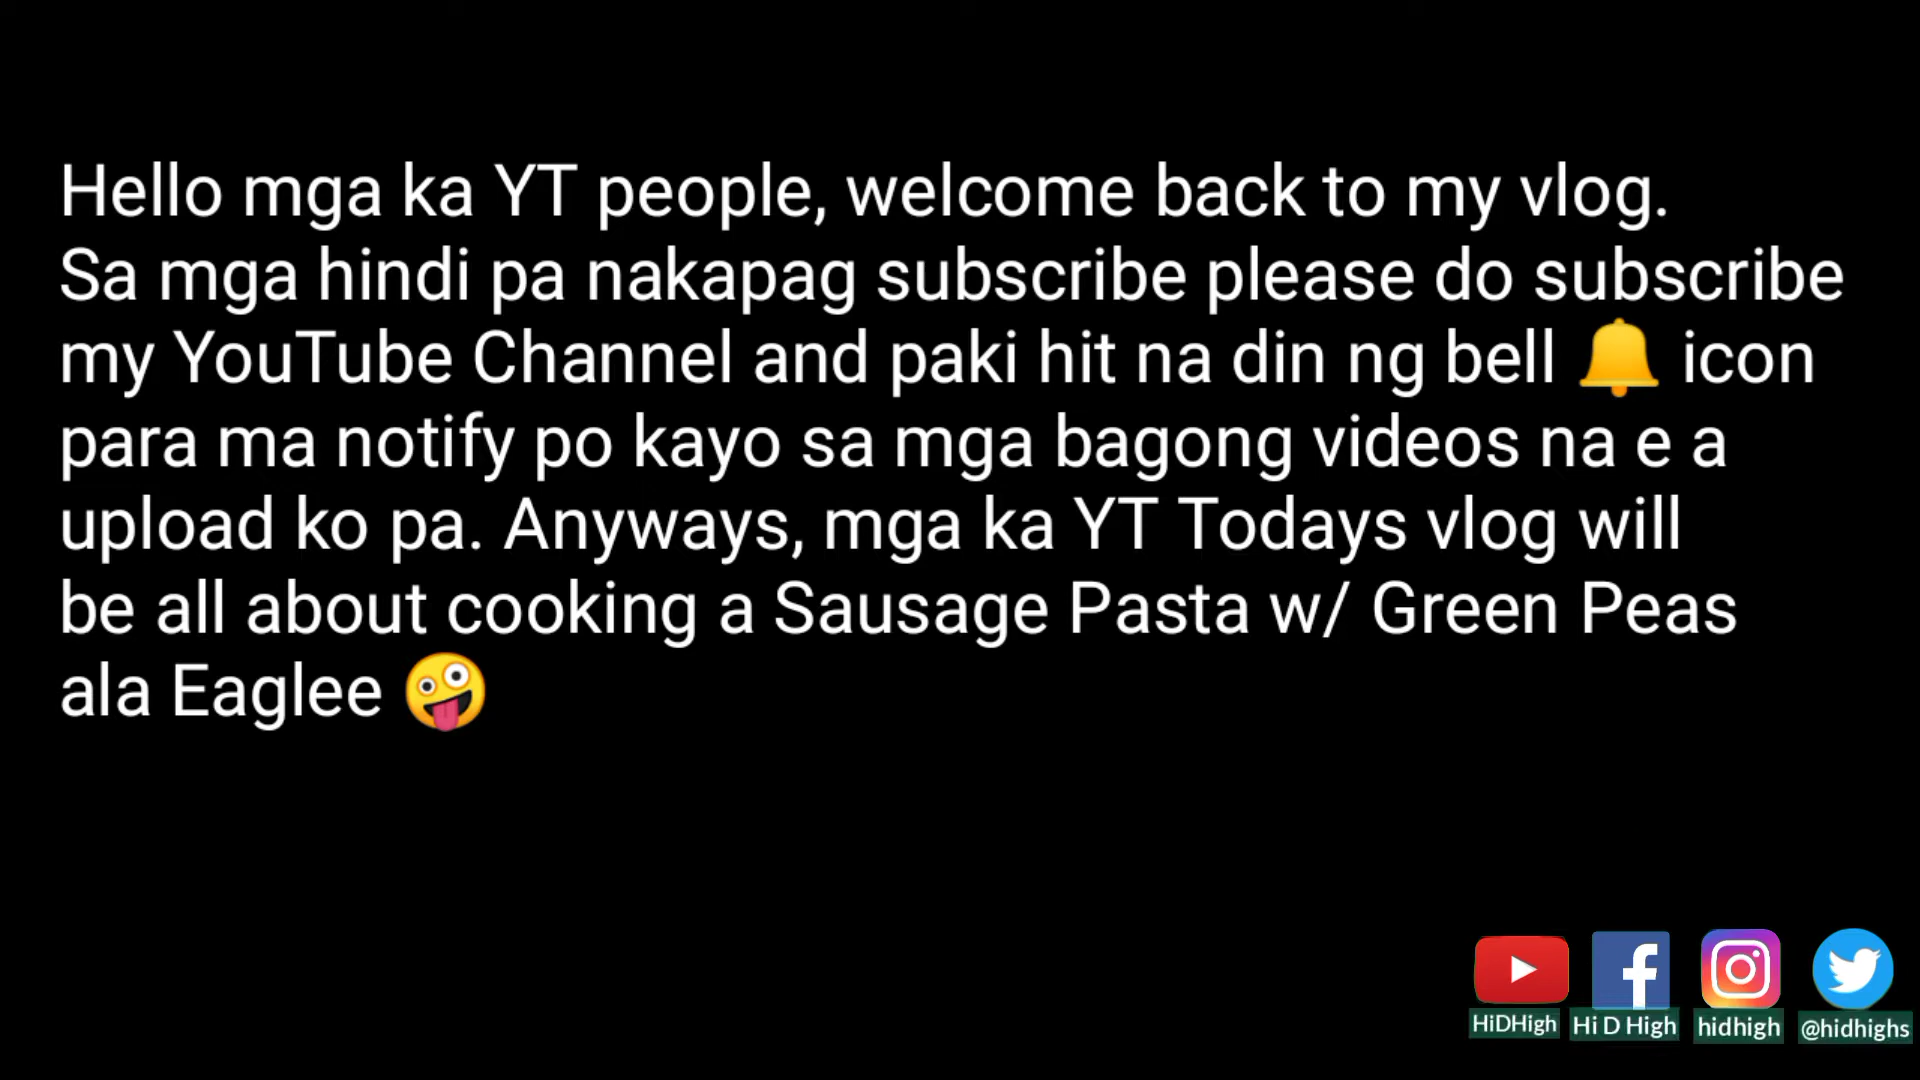 Hello mga ka YT people, welcome back to my vlog.
Sa mga hindi pa nakapag subscribe please do subscribe
my YouTube Channel and paki hit na din ng bell 🔔 icon
para ma notify po kayo sa mga bagong videos na e a
upload ko pa. Anyways, mga ka YT Todays vlog will
be all about cooking a Sausage Pasta w/ Green Peas
ala Eaglee 🤪
HiDHigh Hi D High hidhigh @hidhighs